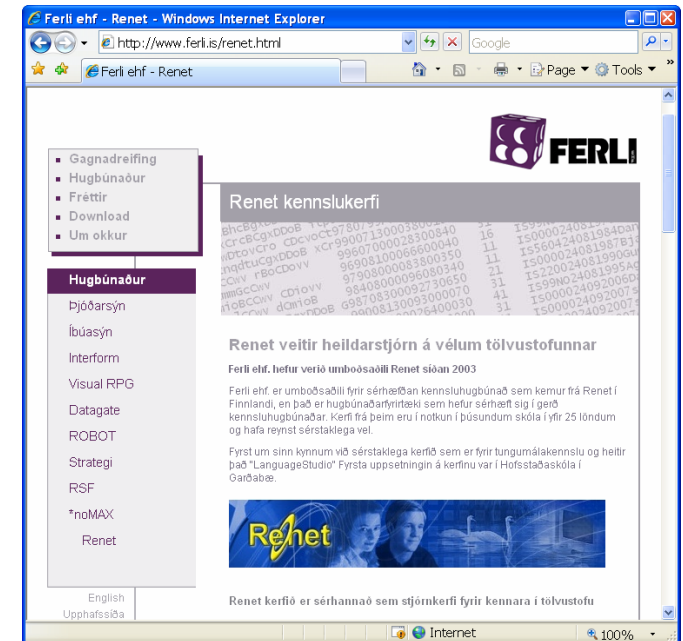 Ferli ehf - Renet - Windows Internet Explorer
http://www.ferli.is/renet.html
Google
Ferli ehf - Renet
Page
Tools
FERLI
Gagnadreifing
Hugbúnaður
Fréttir
Download
Um okkur
Renet kennslukerfi
Hugbúnaður
Þjóðarsýn
Íbúasýn
Interform
Visual RPG
Datagate
ROBOT
Strategi
RSF
*noMAX
Renet
English
Upphafssíða
Renet veitir heildarstjórn á vélum tölvustofunnar
Ferli ehf. hefur verið umboðsaðili Renet síðan 2003
Ferli ehf. er umboðsaðili fyrir sérhæfðan kennsluhugbúnað sem kemur frá Renet í
Finnlandi, en það er hugbúnaðarfyrirtæki sem hefur sérhæft sig í gerð
kennsluhugbúnaðar. Kerfi frá þeim eru í notkun í þúsundum skóla í yfir 25 löndum
og hafa reynst sérstaklega vel.
Fyrst um sinn kynnum við sérstaklega kerfið sem er fyrir tungumálakennslu og heitir
það "LanguageStudio" Fyrsta uppsetningin á kerfinu var í Hofsstaðaskóla í
Garðabæ.
Renet
Renet kerfið er sérhannað sem stjórnkerfi fyrir kennara í tölvustofu
Internet
100%